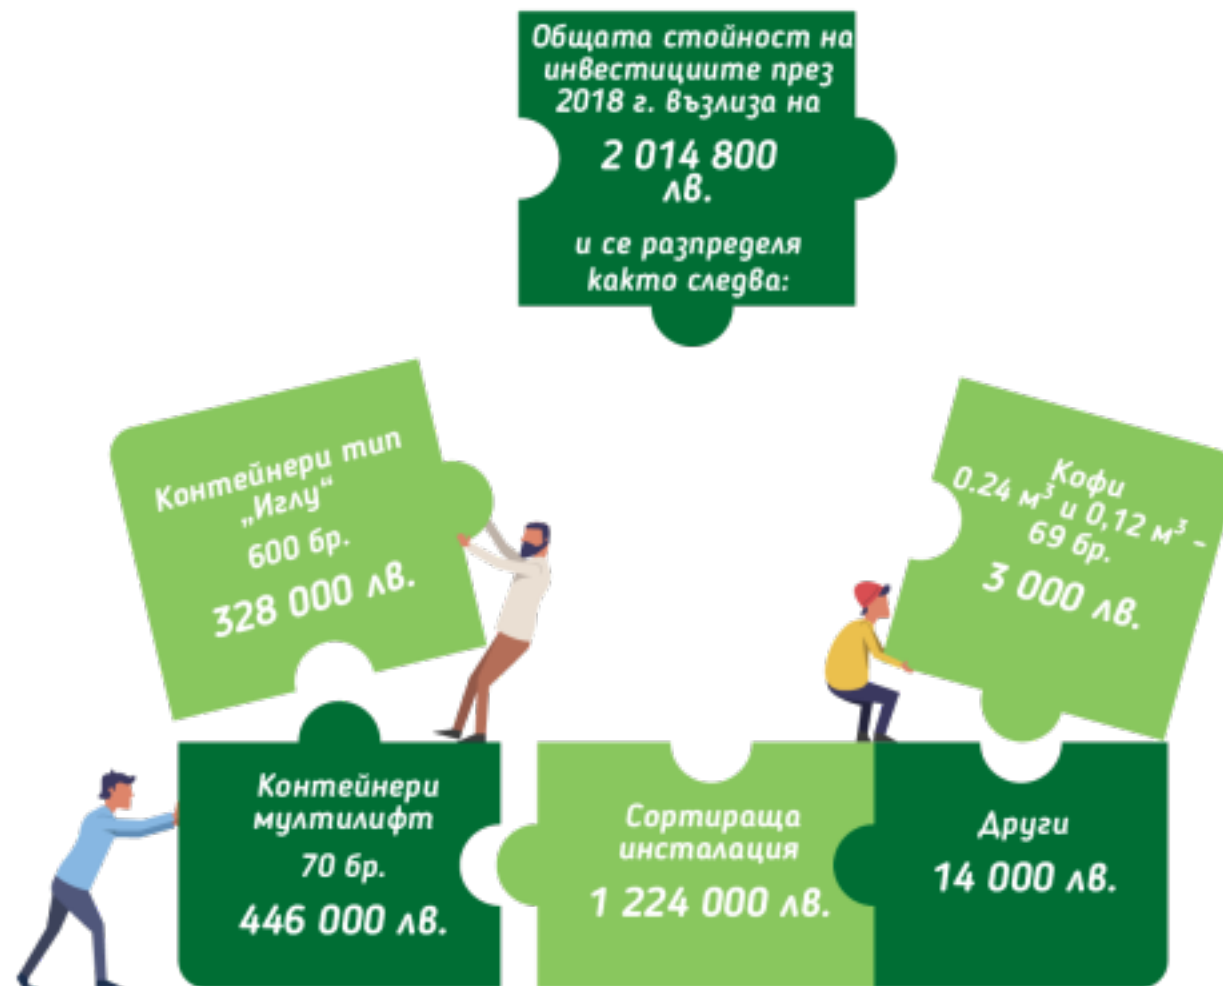 Общата стойност на
инвестициите през
2018 г. възлиза на
2 014 800
лв.
и се разпределя
както следва:
Контейнери тип
„Иглу“
600 бр.
328 000 лв.
Кофи
0.24 м³ и 0,12 м³ -
69 бр.
3 000 лв.
Контейнери
мултилифт
70 бр.
446 000 лв.
Сортираща
инсталация
1 224 000 лв.
Други
14 000 лв.